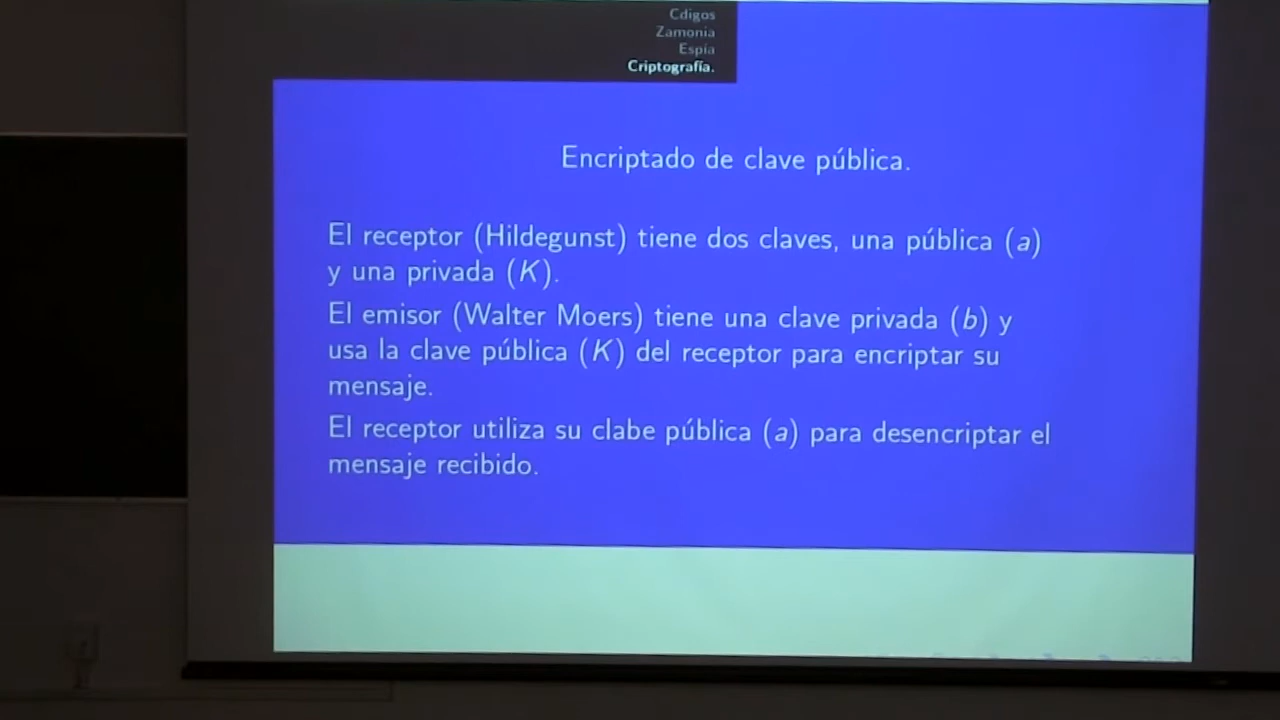 Cdigos
Zamonia
Espía
Criptografía.
Encriptado de clave pública.
El receptor (Hildegunst) tiene dos claves, una pública (a)
y una privada (K).
El emisor (Walter Moers) tiene una clave privada (b) y
usa la clave pública (K) del receptor para encriptar su
mensaje.
El receptor utiliza su clabe pública (a) para desencriptar el
mensaje recibido.